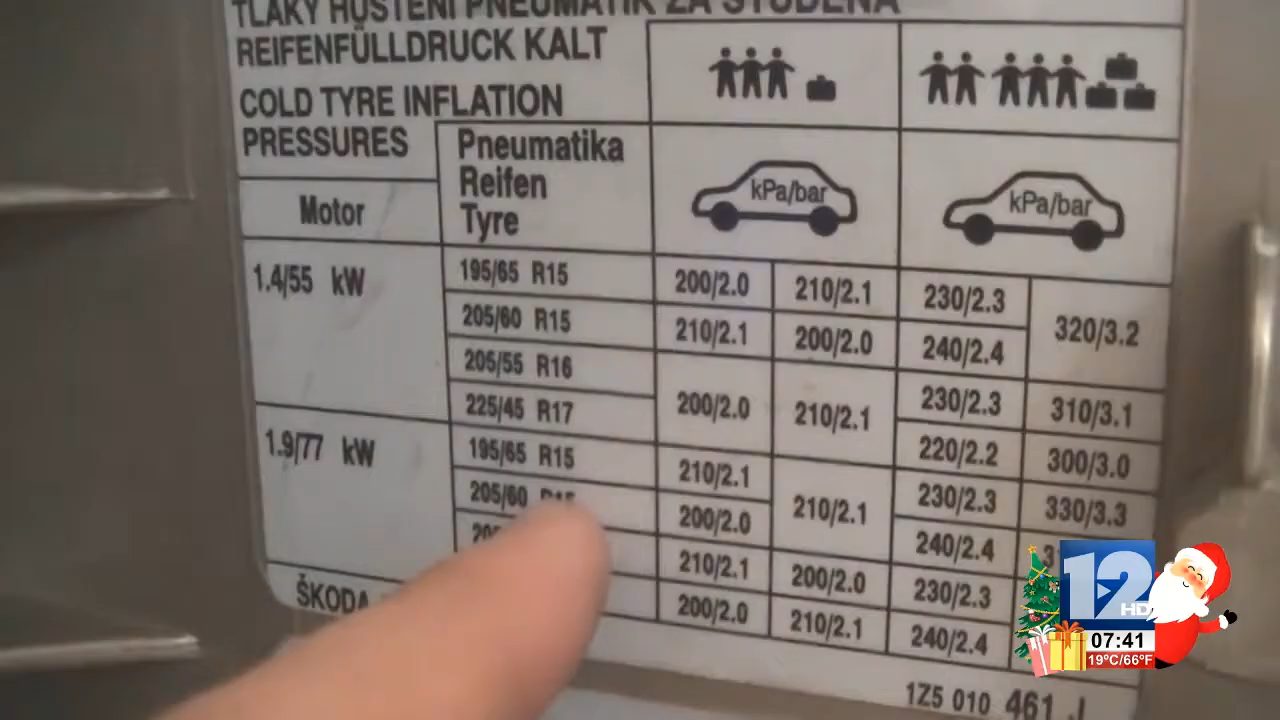 TLAKY HUŠTĚNÍ PNEUMATIK ZA STUDENA
REIFENFÜLLDRUCK KALT
COLD TYRE INFLATION
PRESSURES
Pneumatika
Reifen
Tyre
kPa/bar
kPa/bar
Motor
1.4/55 kW
195/65 R15
200/2.0
210/2.1
230/2.3
320/3.2
205/60 R15
210/2.1
200/2.0
240/2.4
205/55 R16
200/2.0
210/2.1
230/2.3
310/3.1
225/45 R17
220/2.2
300/3.0
1.9/77 kW
195/65 R15
210/2.1
210/2.1
230/2.3
330/3.3
205/60 R15
200/2.0
240/2.4
210/2.1
200/2.0
230/2.3
200/2.0
210/2.1
240/2.4
ŠKODA
1Z5 010 461 J
12
HD
07:41
19°C/66°F